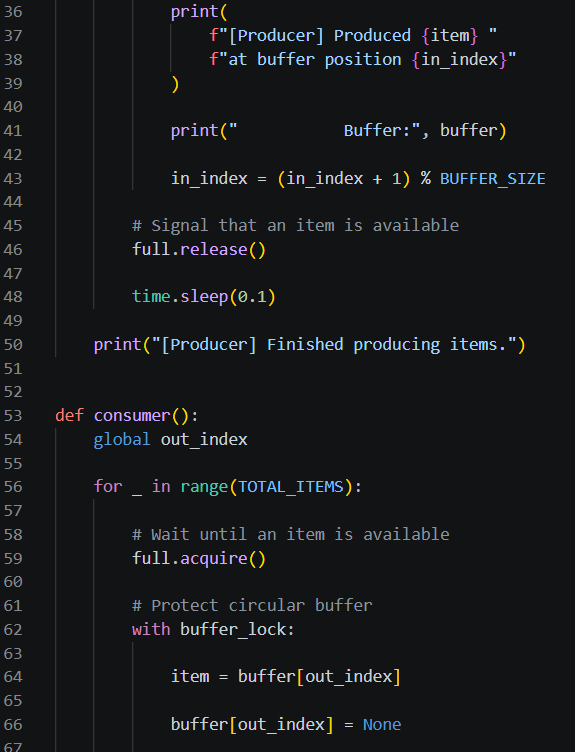 36 print(
37 f"[Producer] Produced {item} "
38 f"at buffer position {in_index}"
39 )
40
41 print("           Buffer:", buffer)
42
43 in_index = (in_index + 1) % BUFFER_SIZE
44
45 # Signal that an item is available
46 full.release()
47
48 time.sleep(0.1)
49
50 print("[Producer] Finished producing items.")
51
52
53 def consumer():
54 global out_index
55
56 for _ in range(TOTAL_ITEMS):
57
58 # Wait until an item is available
59 full.acquire()
60
61 # Protect circular buffer
62 with buffer_lock:
63
64 item = buffer[out_index]
65
66 buffer[out_index] = None
67